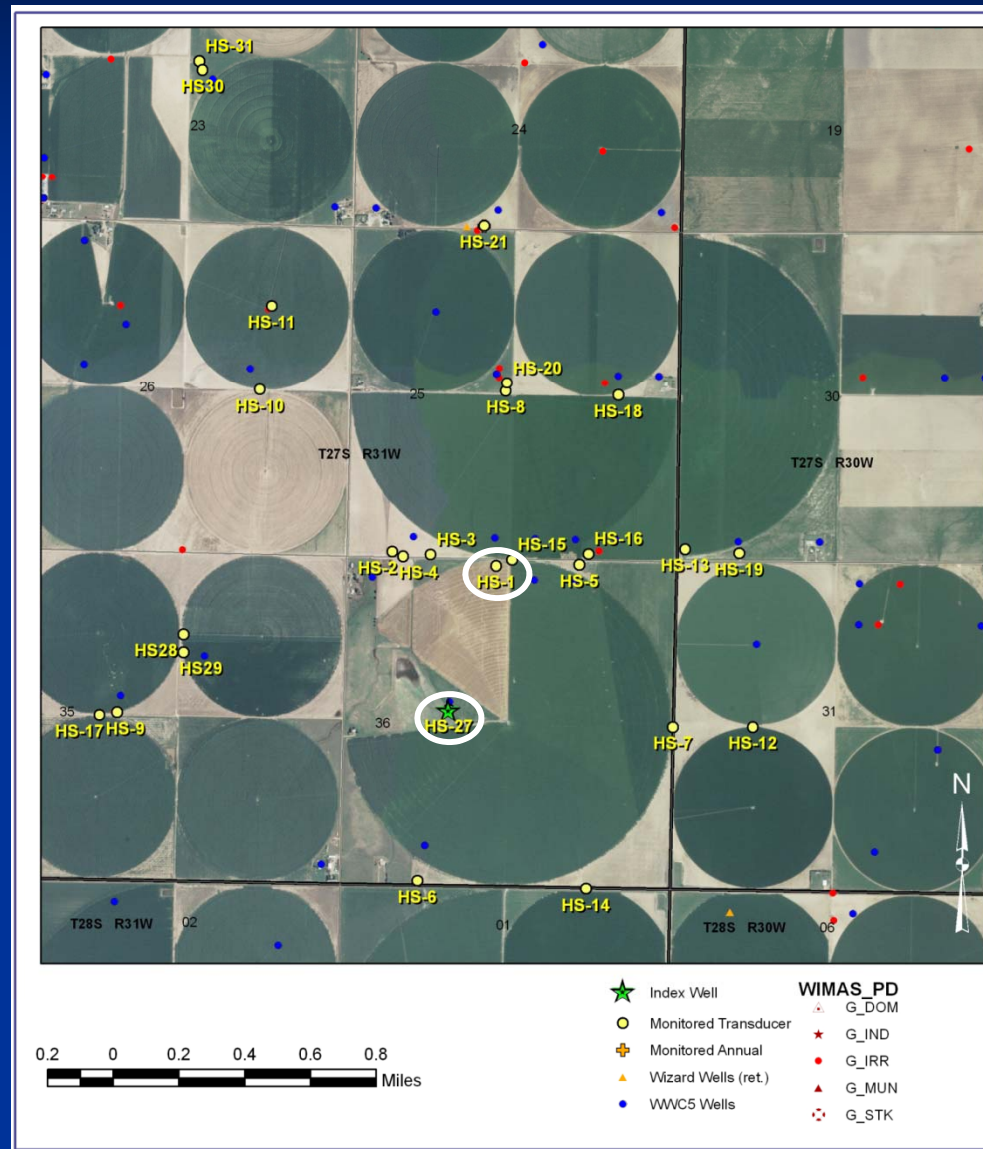 HS-31
HS30
23
24
19
HS-21
HS-11
HS-20
26
HS-10
25
HS-8
HS-18
30
T27S R31W
T27S R30W
HS-3
HS-15
HS-16
HS-2
HS-4
HS-1
HS-5
HS-13
HS-19
HS28
HS29
35
HS-17
HS-9
36
HS-27
HS-7
HS-12
31
N
HS-6
HS-14
T28S R31W
02
01
T28S R30W
06
Index Well
Monitored Transducer
Monitored Annual
Wizard Wells (ret.)
WWC5 Wells
WIMAS_PD
G_DOM
G_IND
G_IRR
G_MUN
G_STK
0.2 0 0.2 0.4 0.6 0.8
Miles